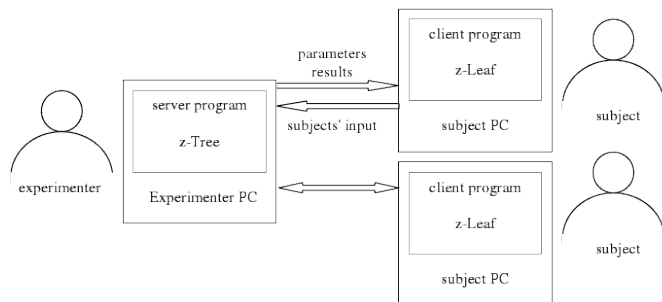 experimenter
server program
z-Tree
Experimenter PC
parameters
results
subjects' input
client program
z-Leaf
subject PC
subject
client program
z-Leaf
subject PC
subject